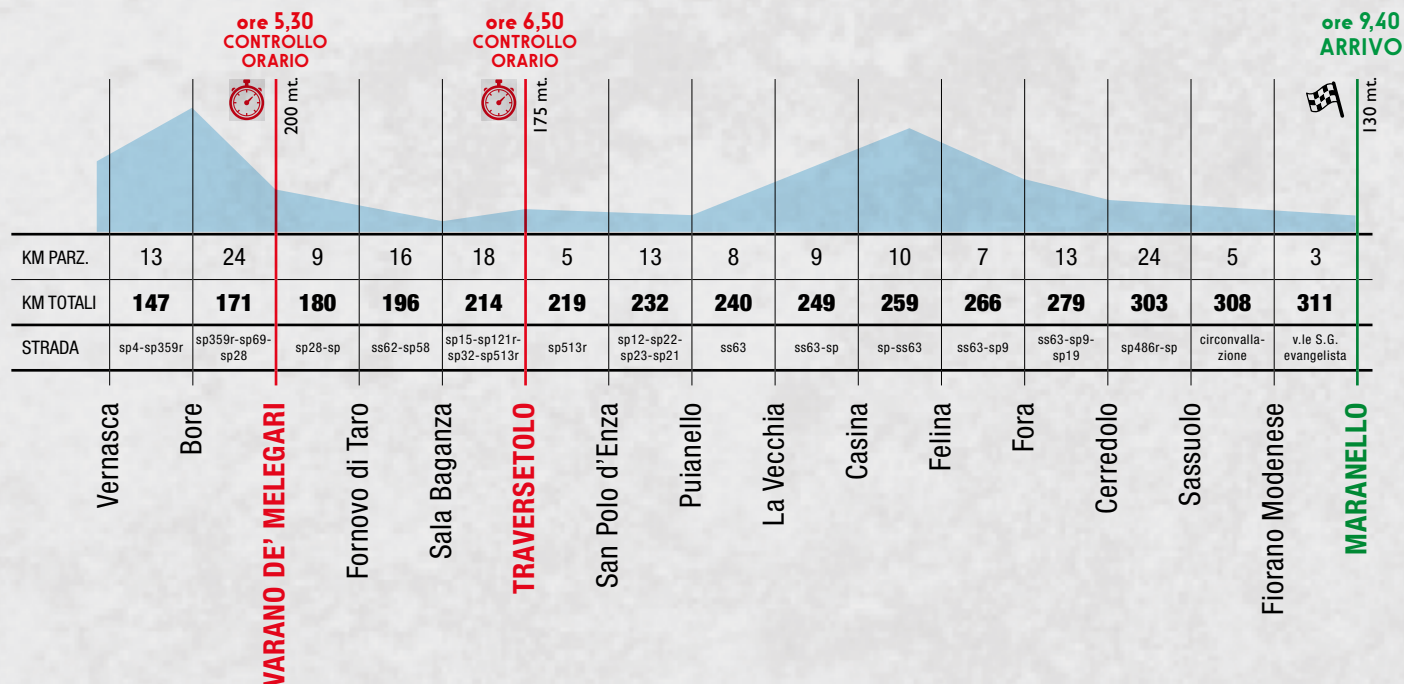 ore 5,30
CONTROLLO
ORARIO
ore 6,50
CONTROLLO
ORARIO
ore 9,40
ARRIVO
200 mt.
175 mt.
130 mt.
KM PARZ. 13 24 9 16 18 5 13 8 9 10 7 13 24 5 3
KM TOTALI 147 171 180 196 214 219 232 240 249 259 266 279 303 308 311
STRADA
sp4-sp359r
sp359r-sp69-
sp28
sp28-sp
ss62-sp58
sp15-sp121r-
sp32-sp513r
sp513r
sp12-sp22-
sp23-sp21
ss63
ss63-sp
sp-ss63
ss63-sp9
ss63-sp9-
sp19
sp486r-sp
circonvalla-
zione
v.le S.G.
evangelista
Vernasca
Bore
VARANO DE' MELEGARI
Fornovo di Taro
Sala Baganza
TRAVERSETOLO
San Polo d'Enza
Puianello
La Vecchia
Casina
Felina
Fora
Cerredolo
Sassuolo
Fiorano Modenese
MARANELLO